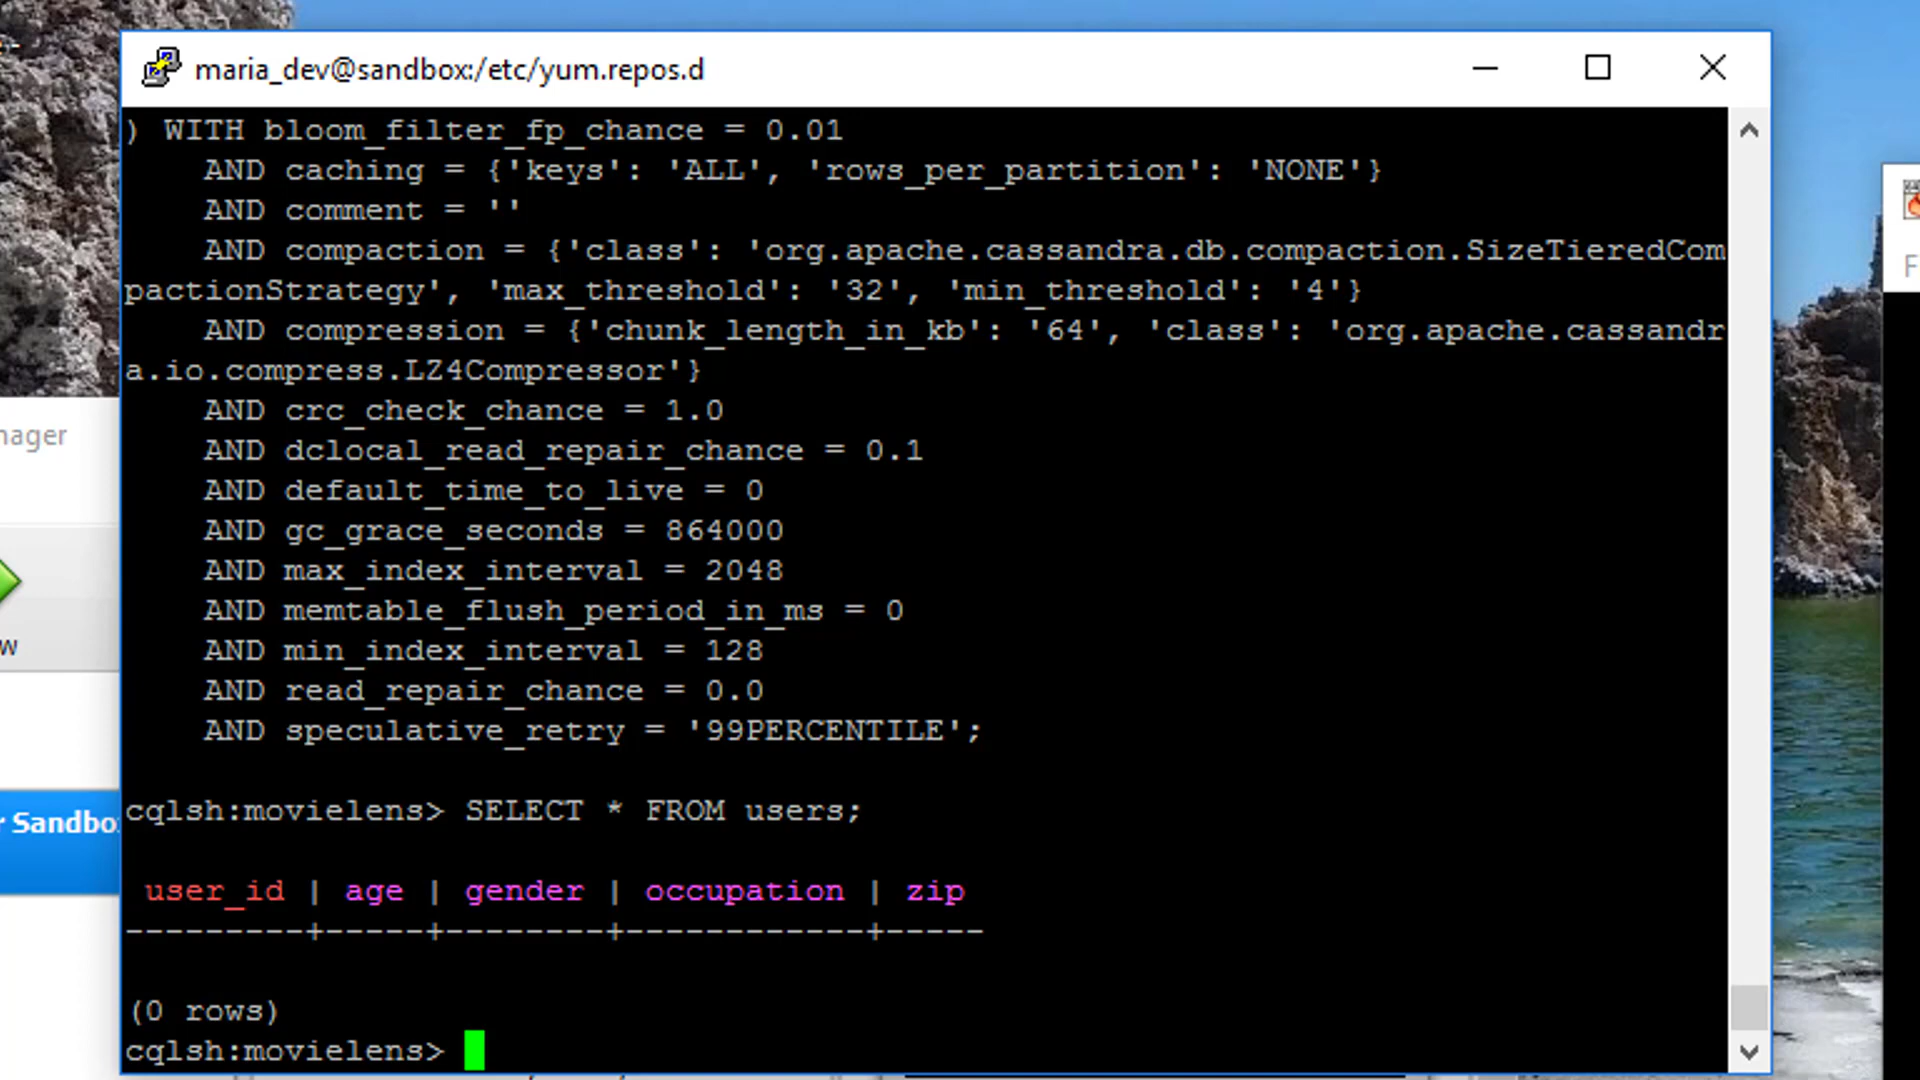 maria_dev@sandbox:/etc/yum.repos.d
) WITH bloom_filter_fp_chance = 0.01
    AND caching = {'keys': 'ALL', 'rows_per_partition': 'NONE'}
    AND comment = ''
    AND compaction = {'class': 'org.apache.cassandra.db.compaction.SizeTieredCom
pactionStrategy', 'max_threshold': '32', 'min_threshold': '4'}
    AND compression = {'chunk_length_in_kb': '64', 'class': 'org.apache.cassandr
a.io.compress.LZ4Compressor'}
    AND crc_check_chance = 1.0
    AND dclocal_read_repair_chance = 0.1
    AND default_time_to_live = 0
    AND gc_grace_seconds = 864000
    AND max_index_interval = 2048
    AND memtable_flush_period_in_ms = 0
    AND min_index_interval = 128
    AND read_repair_chance = 0.0
    AND speculative_retry = '99PERCENTILE';
cqlsh:movielens> SELECT * FROM users;
 user_id | age | gender | occupation | zip
---------+-----+--------+------------+-----
(0 rows)
cqlsh:movielens>
nager
w
r Sandbo
F